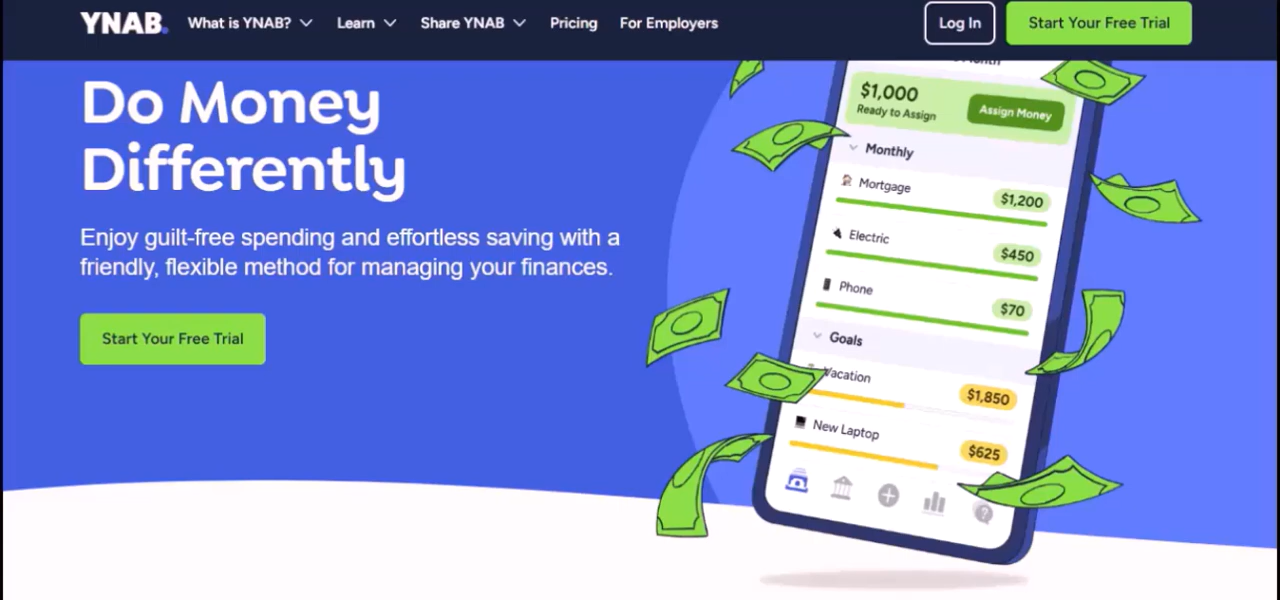 YNAB.
What is YNAB?
Learn
Share YNAB
Pricing
For Employers
Log In
Start Your Free Trial
Do Money
Differently
Enjoy guilt-free spending and effortless saving with a
friendly, flexible method for managing your finances.
Start Your Free Trial
Month
$1,000
Ready to Assign
Assign Money
Monthly
Mortgage
$1,200
Electric
$450
Phone
$70
Goals
Vacation
$1,850
New Laptop
$625
?